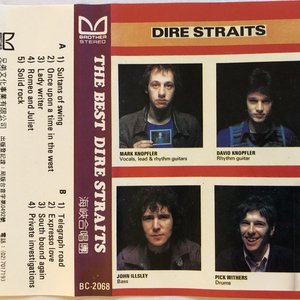 A
1) Sultans of swing
2) Once upon a time in the west
3) Lady writer
4) Romeo and Juliet
5) Solid rock
B
1) Telegraph road
2) Expresso love
3) South bound again
4) Private investigations
BROTHER
STEREO
THE BEST DIRE STRAITS
海峽合唱團
BC-2068
DIRE STRAITS
MARK KNOPFLER
Vocals, lead & rhythm guitars
DAVID KNOPFLER
Rhythm guitar
JOHN ILLSLEY
Bass
PICK WITHERS
Drums